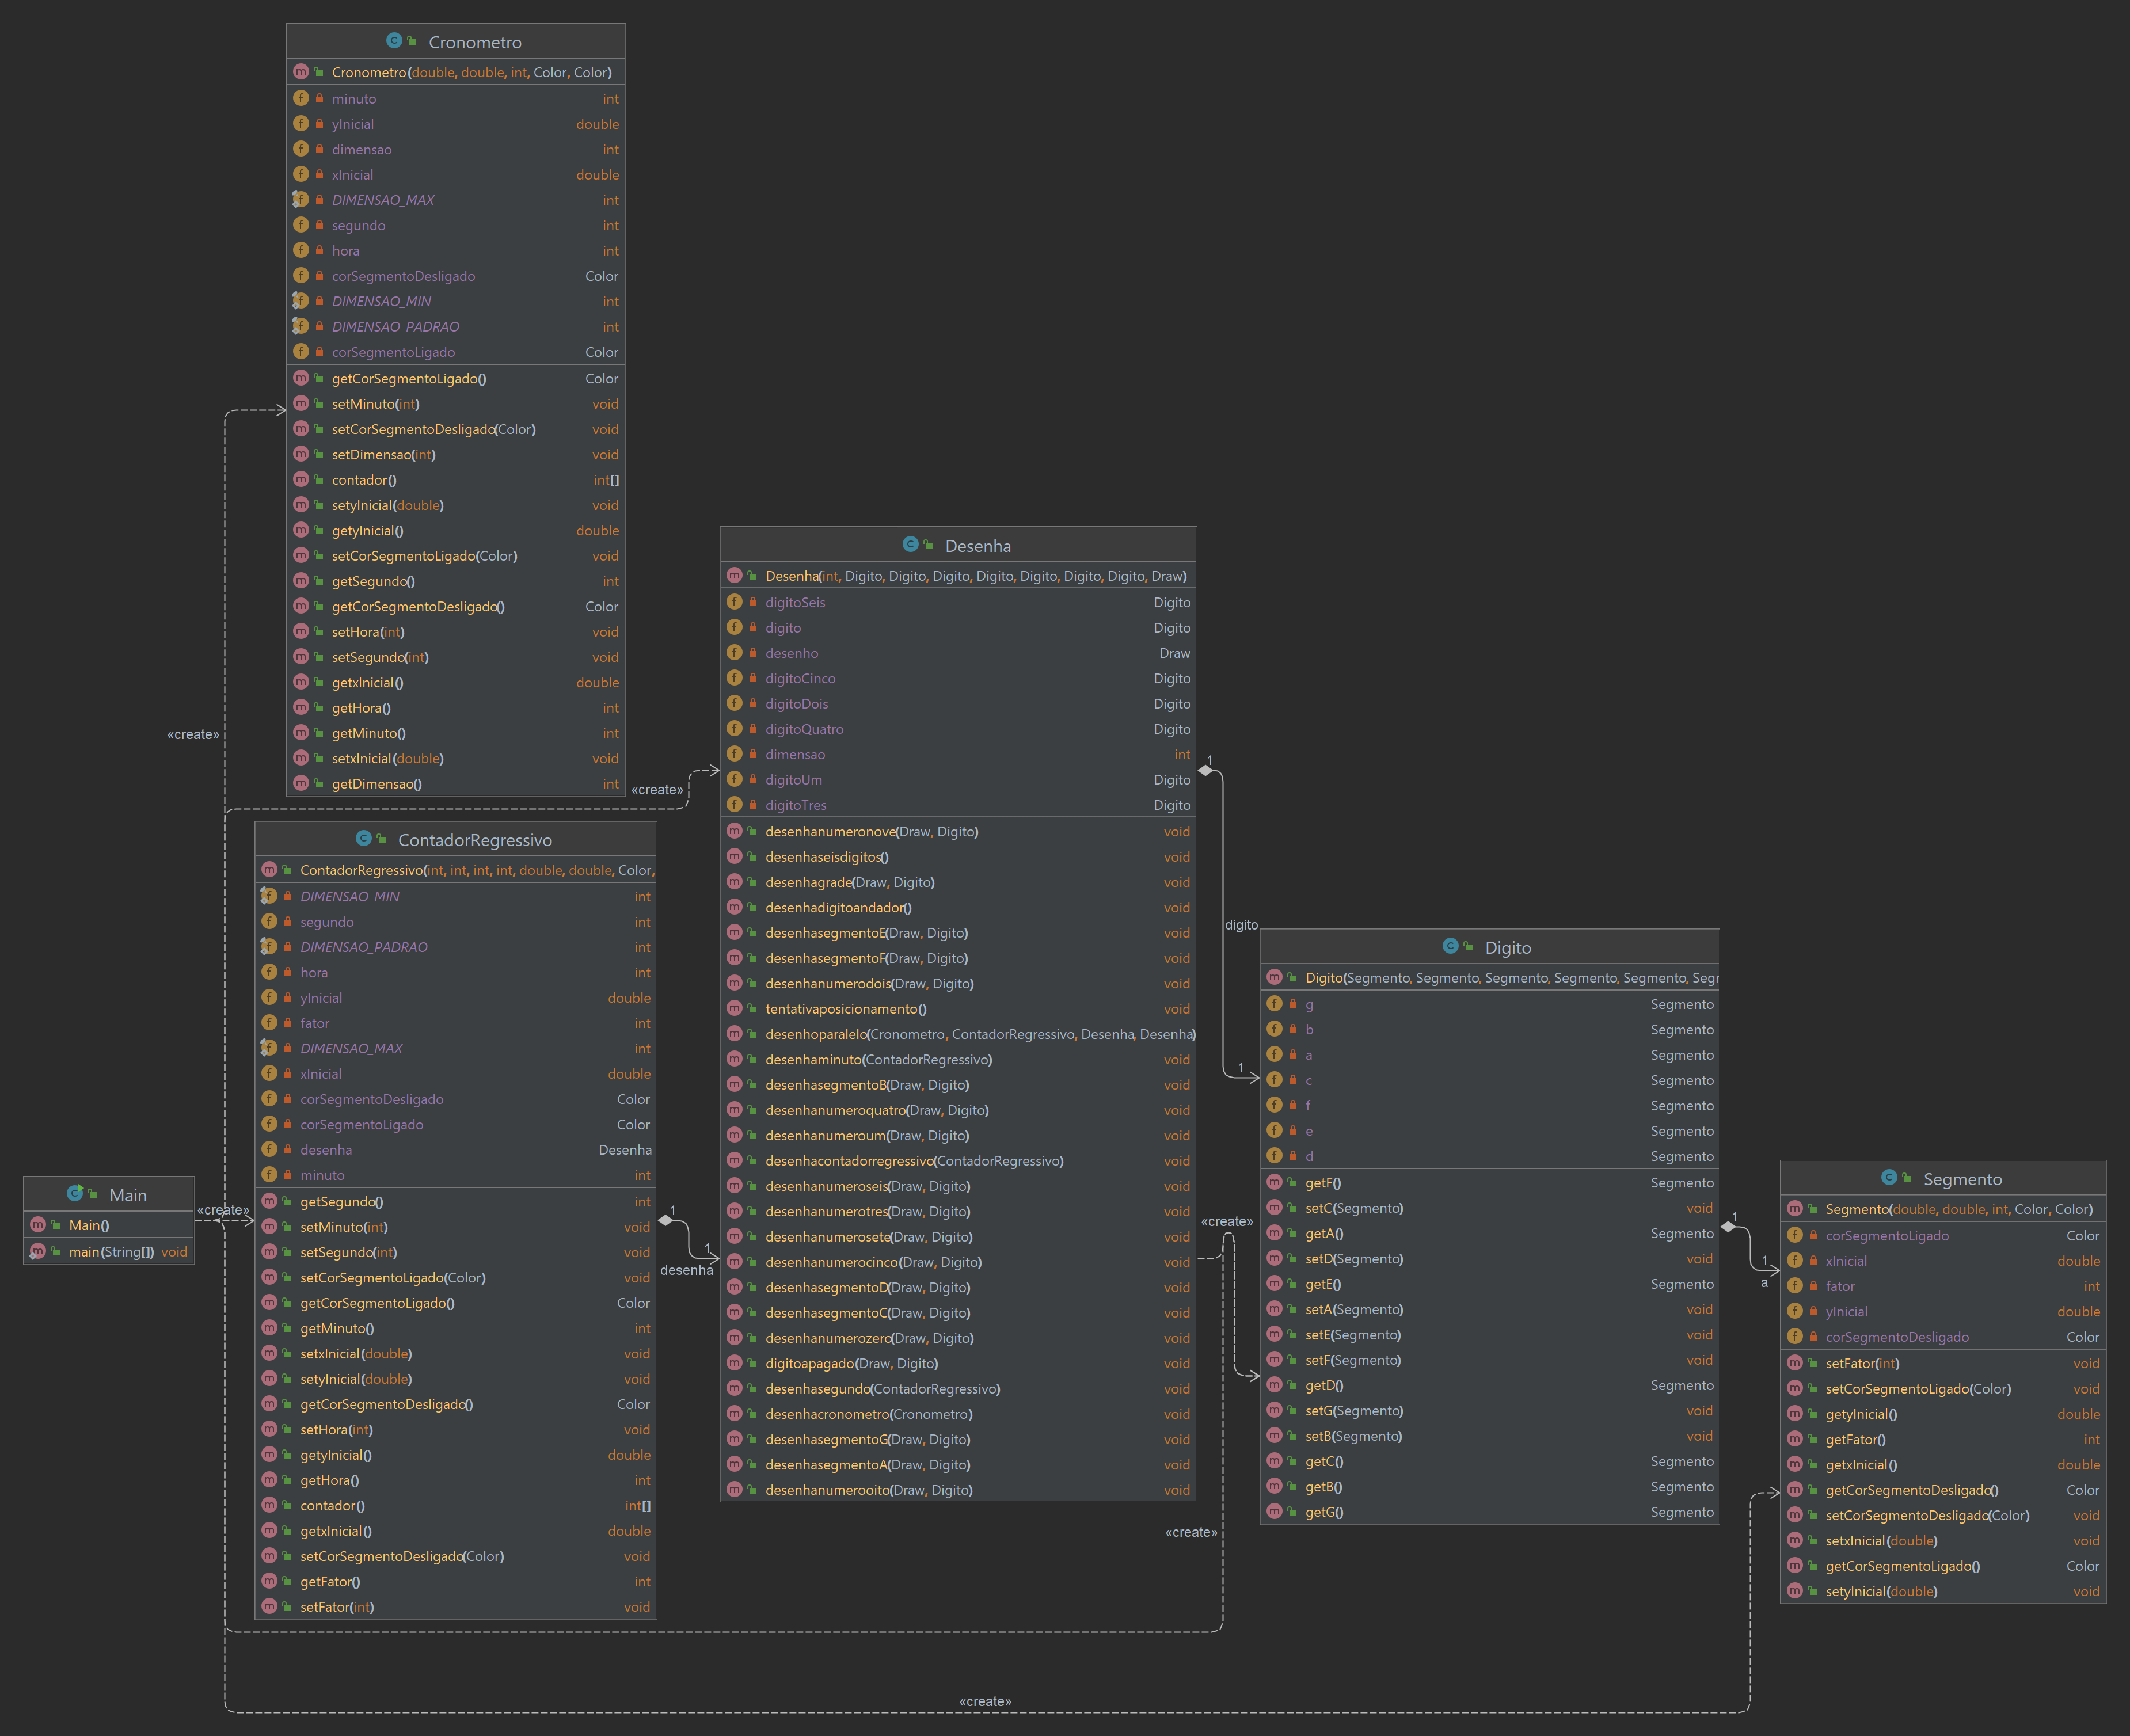 Cronometro
Cronometro(double, double, int, Color, Color)
minuto int
yInicial double
dimensao int
xInicial double
DIMENSAO_MAX int
segundo int
hora int
corSegmentoDesligado Color
DIMENSAO_MIN int
DIMENSAO_PADRAO int
corSegmentoLigado Color
getCorSegmentoLigado() Color
setMinuto(int) void
setCorSegmentoDesligado(Color) void
setDimensao(int) void
contador() int[]
setyInicial(double) void
getyInicial() double
setCorSegmentoLigado(Color) void
getSegundo() int
getCorSegmentoDesligado() Color
setHora(int) void
setSegundo(int) void
getxInicial() double
getHora() int
getMinuto() int
setxInicial(double) void
getDimensao() int
«create»
«create»
ContadorRegressivo
ContadorRegressivo(int, int, int, int, double, double, Color,
DIMENSAO_MIN int
segundo int
DIMENSAO_PADRAO int
hora int
yInicial double
fator int
DIMENSAO_MAX int
xInicial double
corSegmentoDesligado Color
corSegmentoLigado Color
desenha Desenha
minuto int
getSegundo() int
setMinuto(int) void
setSegundo(int) void
setCorSegmentoLigado(Color) void
getCorSegmentoLigado() Color
getMinuto() int
setxInicial(double) void
setyInicial(double) void
getCorSegmentoDesligado() Color
setHora(int) void
getyInicial() double
getHora() int
contador() int[]
getxInicial() double
setCorSegmentoDesligado(Color) void
getFator() int
setFator(int) void
Main
Main()
main(String[]) void
«create»
1
1
desenha
Desenha
Desenha(int, Digito, Digito, Digito, Digito, Digito, Digito, Digito, Draw)
digitoSeis Digito
digito Digito
desenho Draw
digitoCinco Digito
digitoDois Digito
digitoQuatro Digito
dimensao int
digitoUm Digito
digitoTres Digito
desenhanumeronove(Draw, Digito) void
desenhaseisdigitos() void
desenhagrade(Draw, Digito) void
desenhadigitoandador() void
desenhasegmentoE(Draw, Digito) void
desenhasegmentoF(Draw, Digito) void
desenhanumerodois(Draw, Digito) void
tentativaposicionamento() void
desenhoparalelo(Cronometro, ContadorRegressivo, Desenha, Desenha)
desenhaminuto(ContadorRegressivo) void
desenhasegmentoB(Draw, Digito) void
desenhanumeroquatro(Draw, Digito) void
desenhanumeroum(Draw, Digito) void
desenhacontadorregressivo(ContadorRegressivo) void
desenhanumeroseis(Draw, Digito) void
desenhanumerotres(Draw, Digito) void
desenhanumerosete(Draw, Digito) void
desenhanumerocinco(Draw, Digito) void
desenhasegmentoD(Draw, Digito) void
desenhasegmentoC(Draw, Digito) void
desenhanumerozero(Draw, Digito) void
digitoapagado(Draw, Digito) void
desenhasegundo(ContadorRegressivo) void
desenhacronometro(Cronometro) void
desenhasegmentoG(Draw, Digito) void
desenhasegmentoA(Draw, Digito) void
desenhanumerooito(Draw, Digito) void
1
digito
1
«create»
«create»
Digito
Digito(Segmento, Segmento, Segmento, Segmento, Segmento, Segr
g Segmento
b Segmento
a Segmento
c Segmento
f Segmento
e Segmento
d Segmento
getF() Segmento
setC(Segmento) void
getA() Segmento
setD(Segmento) void
getE() Segmento
setA(Segmento) void
setE(Segmento) void
setF(Segmento) void
getD() Segmento
setG(Segmento) void
setB(Segmento) void
getC() Segmento
getB() Segmento
getG() Segmento
1
1
a
Segmento
Segmento(double, double, int, Color, Color)
corSegmentoLigado Color
xInicial double
fator int
yInicial double
corSegmentoDesligado Color
setFator(int) void
setCorSegmentoLigado(Color) void
getyInicial() double
getFator() int
getxInicial() double
getCorSegmentoDesligado() Color
setCorSegmentoDesligado(Color) void
setxInicial(double) void
getCorSegmentoLigado() Color
setyInicial(double) void
«create»